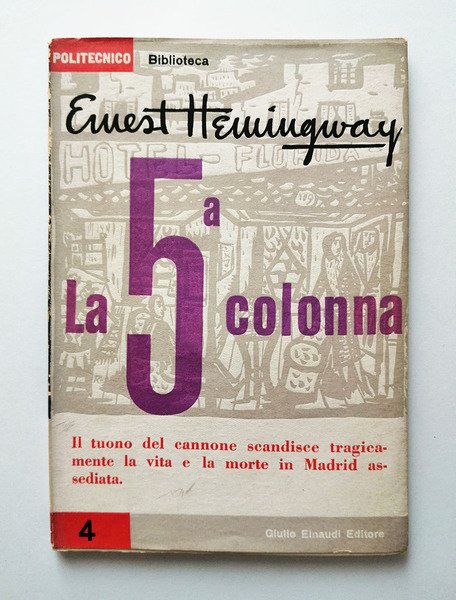 POLITECNICO Biblioteca
Ernest Hemingway
HOTEL FLORIDA
La 5ª colonna
Il tuono del cannone scandisce tragica-
mente la vita e la morte in Madrid as-
sediata.
4 Giulio Einaudi Editore